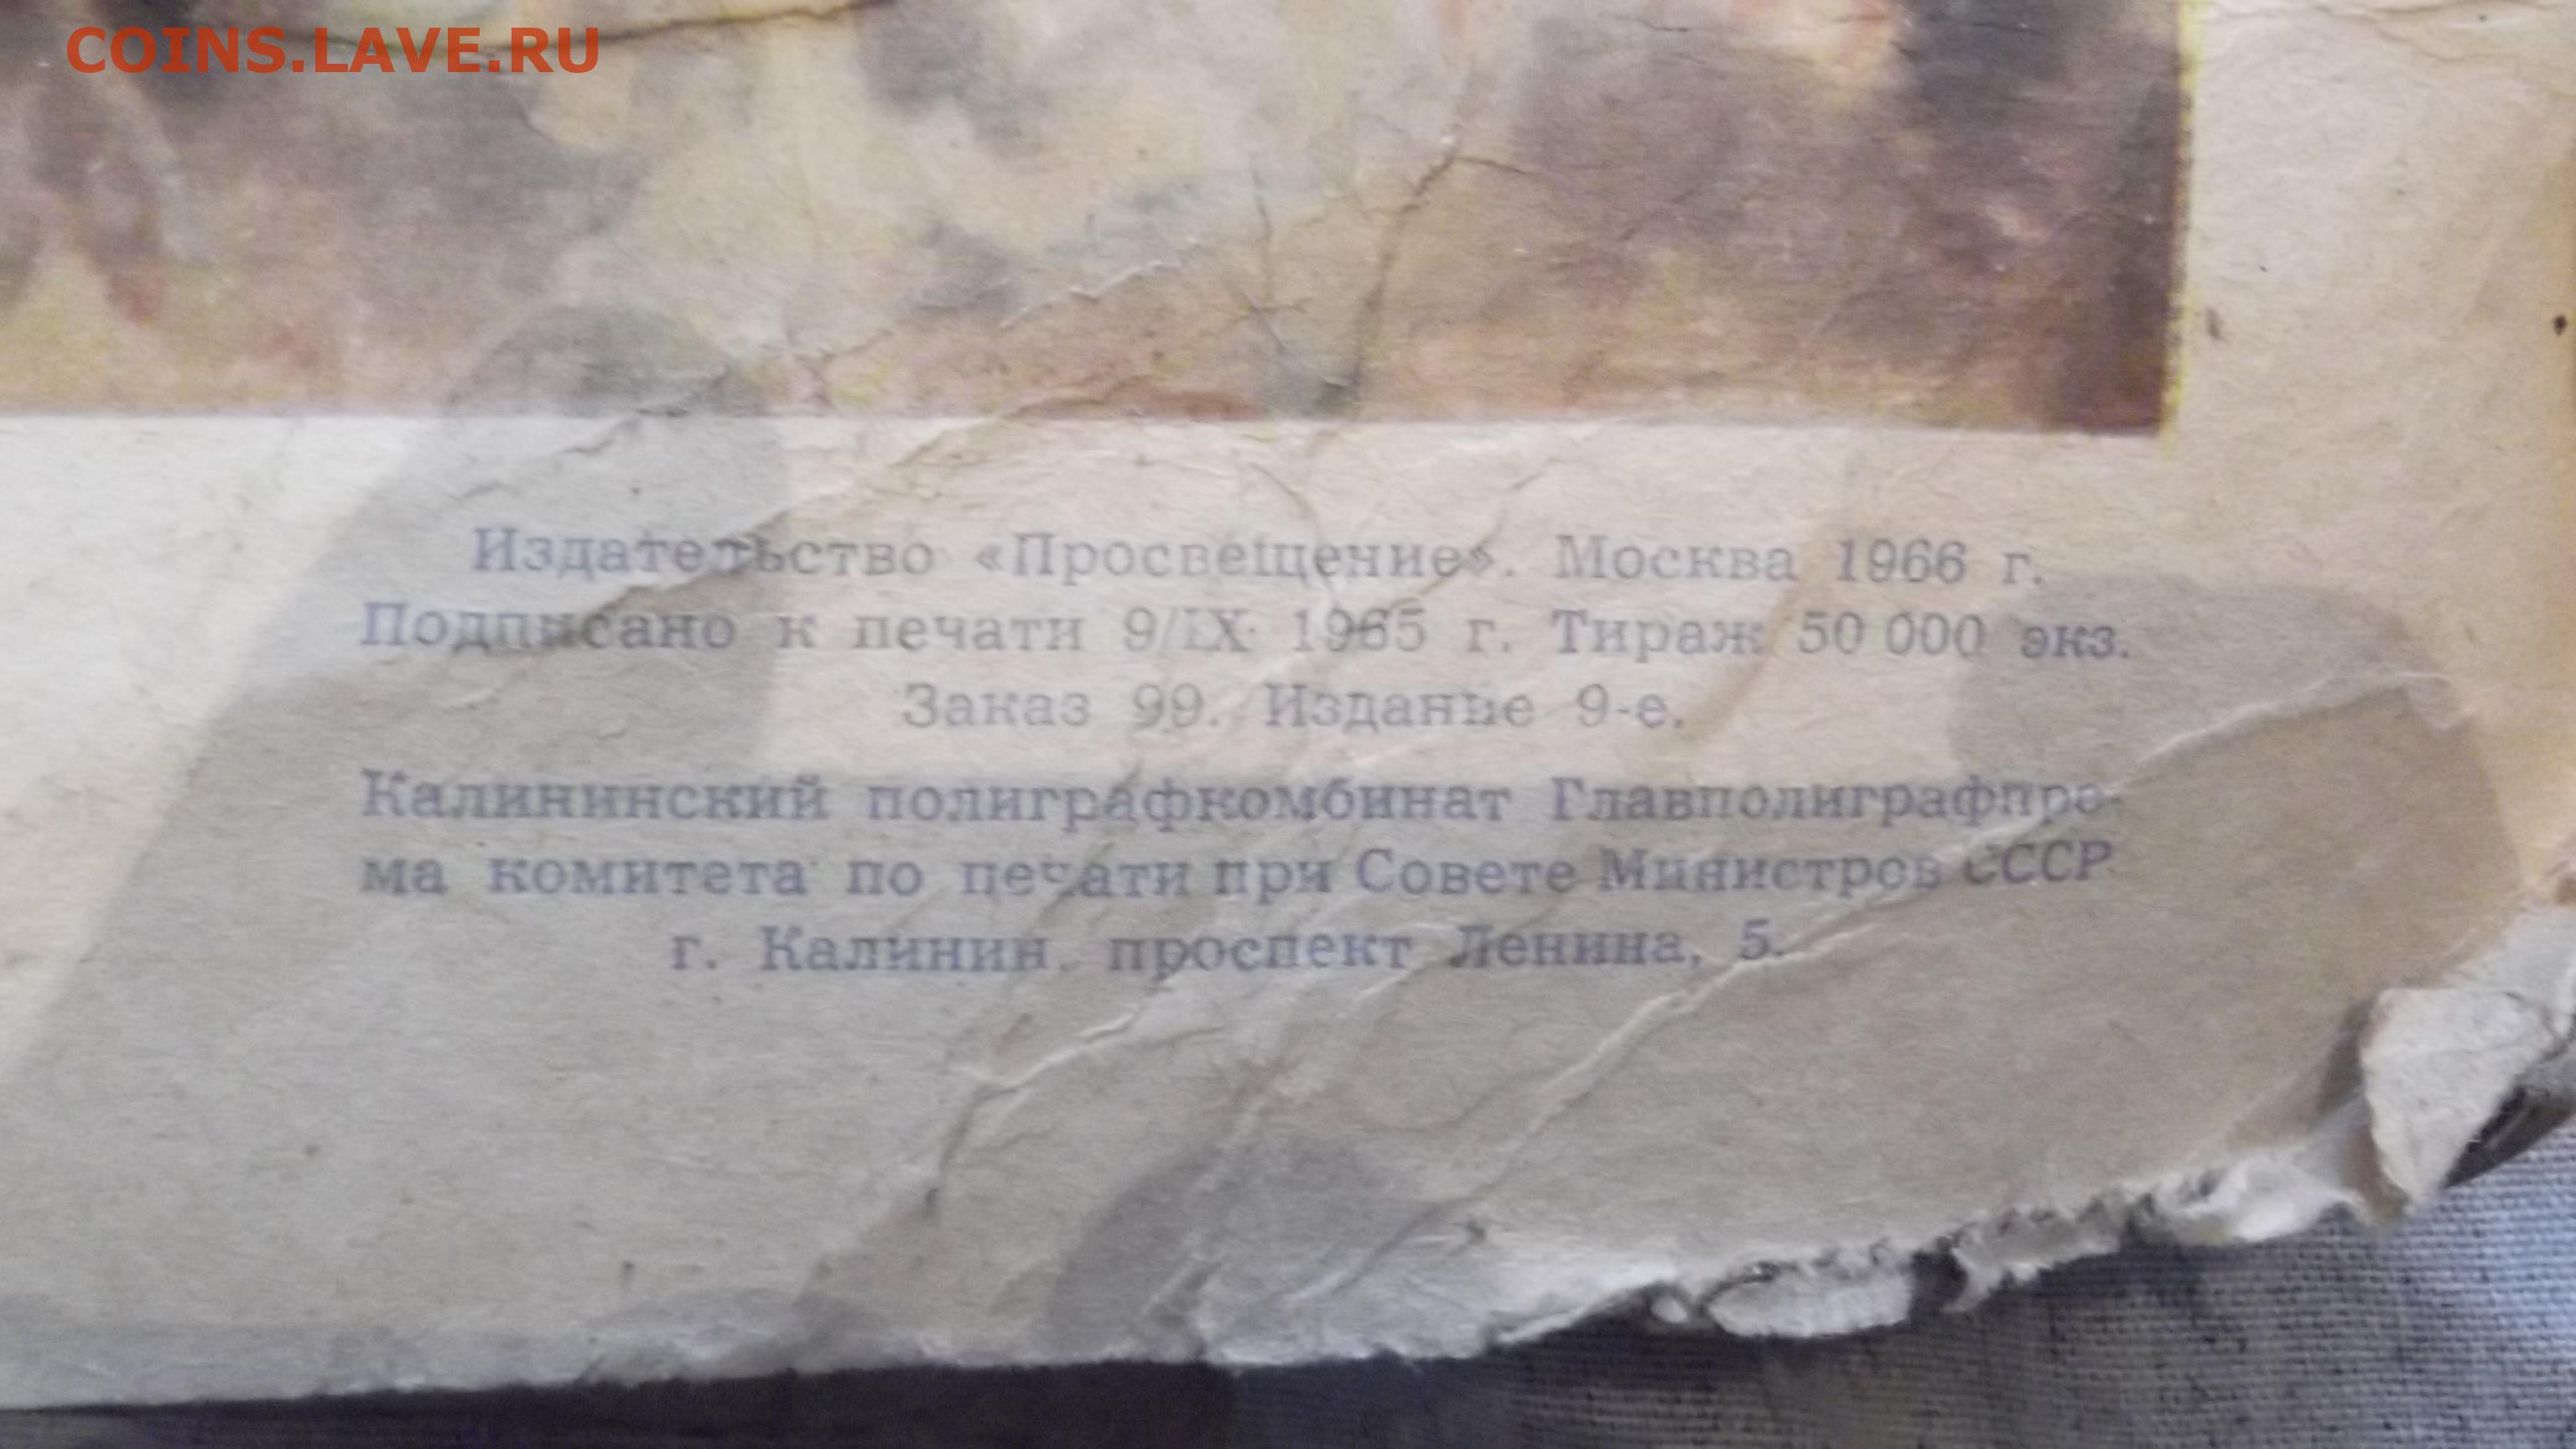 COINS.LAVE.RU
Издательство «Просвещение». Москва 1966 г.
Подписано к печати 9/IX 1965 г. Тираж 50 000 экз.
Заказ 99. Издание 9-е.
Калининский полиграфкомбинат Главполиграфпро-
ма комитета по печати при Совете Министров СССР
г. Калинин, проспект Ленина, 5.